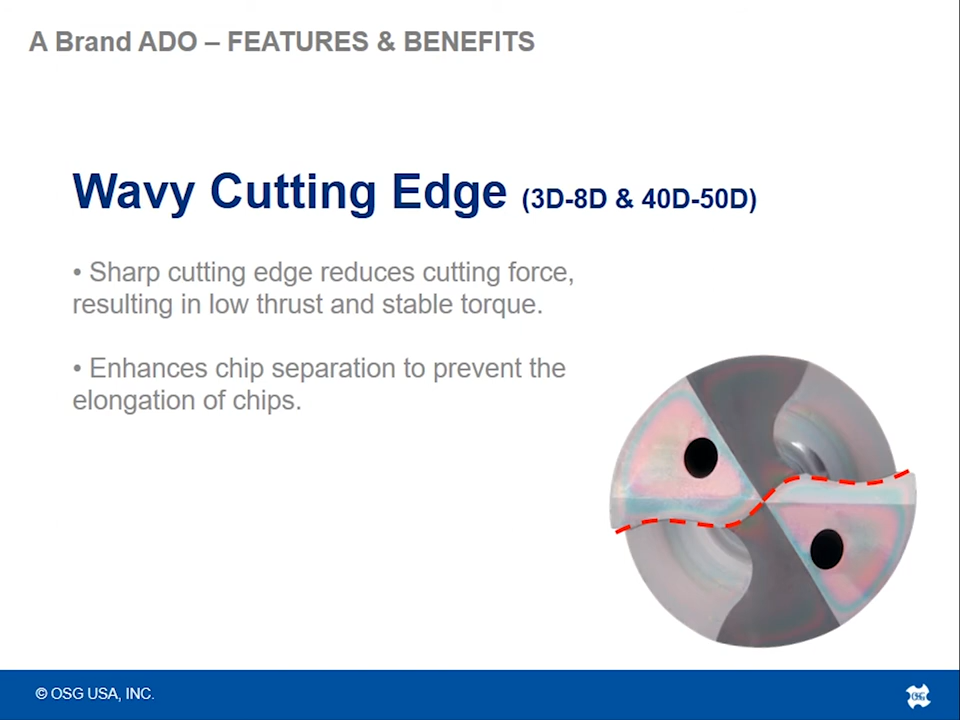 A Brand ADO – FEATURES & BENEFITS
Wavy Cutting Edge (3D-8D & 40D-50D)
• Sharp cutting edge reduces cutting force,
resulting in low thrust and stable torque.
• Enhances chip separation to prevent the
elongation of chips.
© OSG USA, INC.
OSG